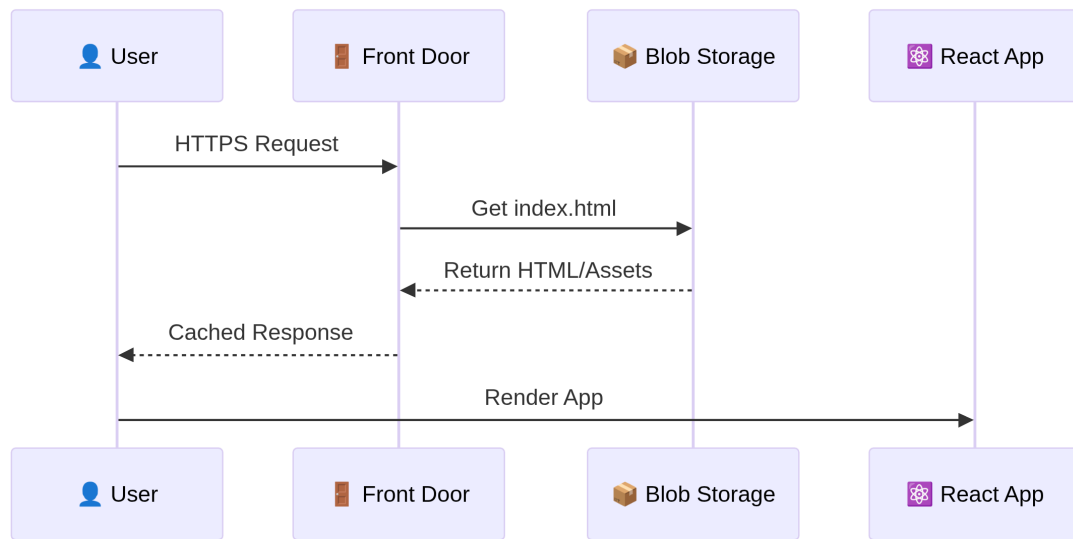 👤 User
🚪 Front Door
📦 Blob Storage
⚛️ React App
HTTPS Request
Get index.html
Return HTML/Assets
Cached Response
Render App
👤 User
🚪 Front Door
📦 Blob Storage
⚛️ React App